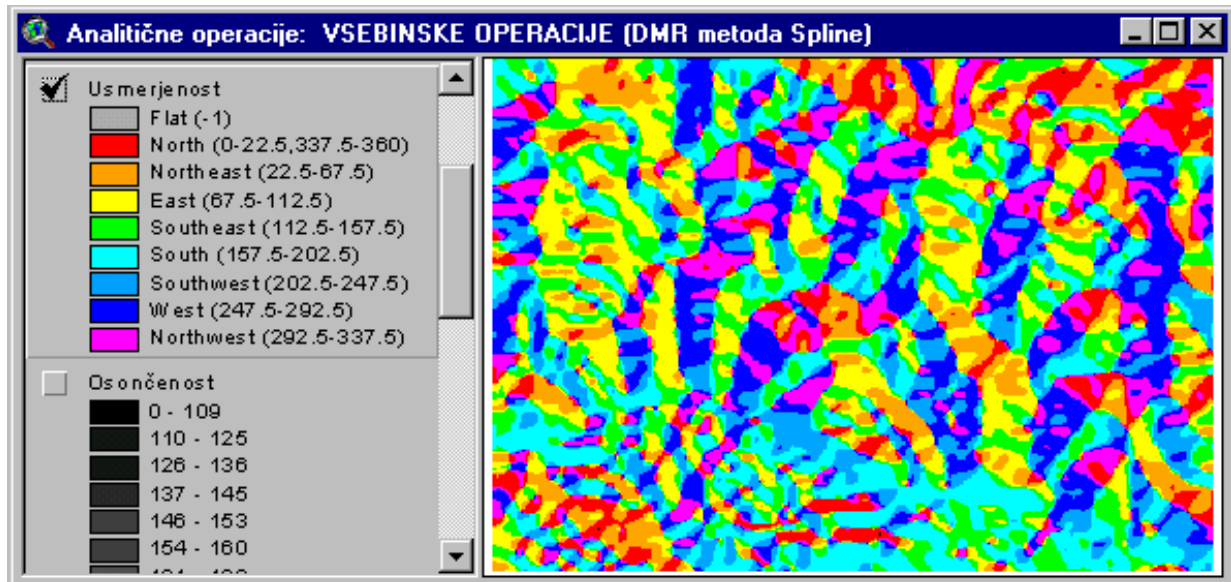 Analitične operacije: VSEBINSKE OPERACIJE (DMR metoda Spline)
Usmerjenost
Flat (-1)
North (0-22.5,337.5-360)
Northeast (22.5-67.5)
East (67.5-112.5)
Southeast (112.5-157.5)
South (157.5-202.5)
Southwest (202.5-247.5)
West (247.5-292.5)
Northwest (292.5-337.5)
Osončenost
0 - 109
110 - 125
126 - 136
137 - 145
146 - 153
154 - 160